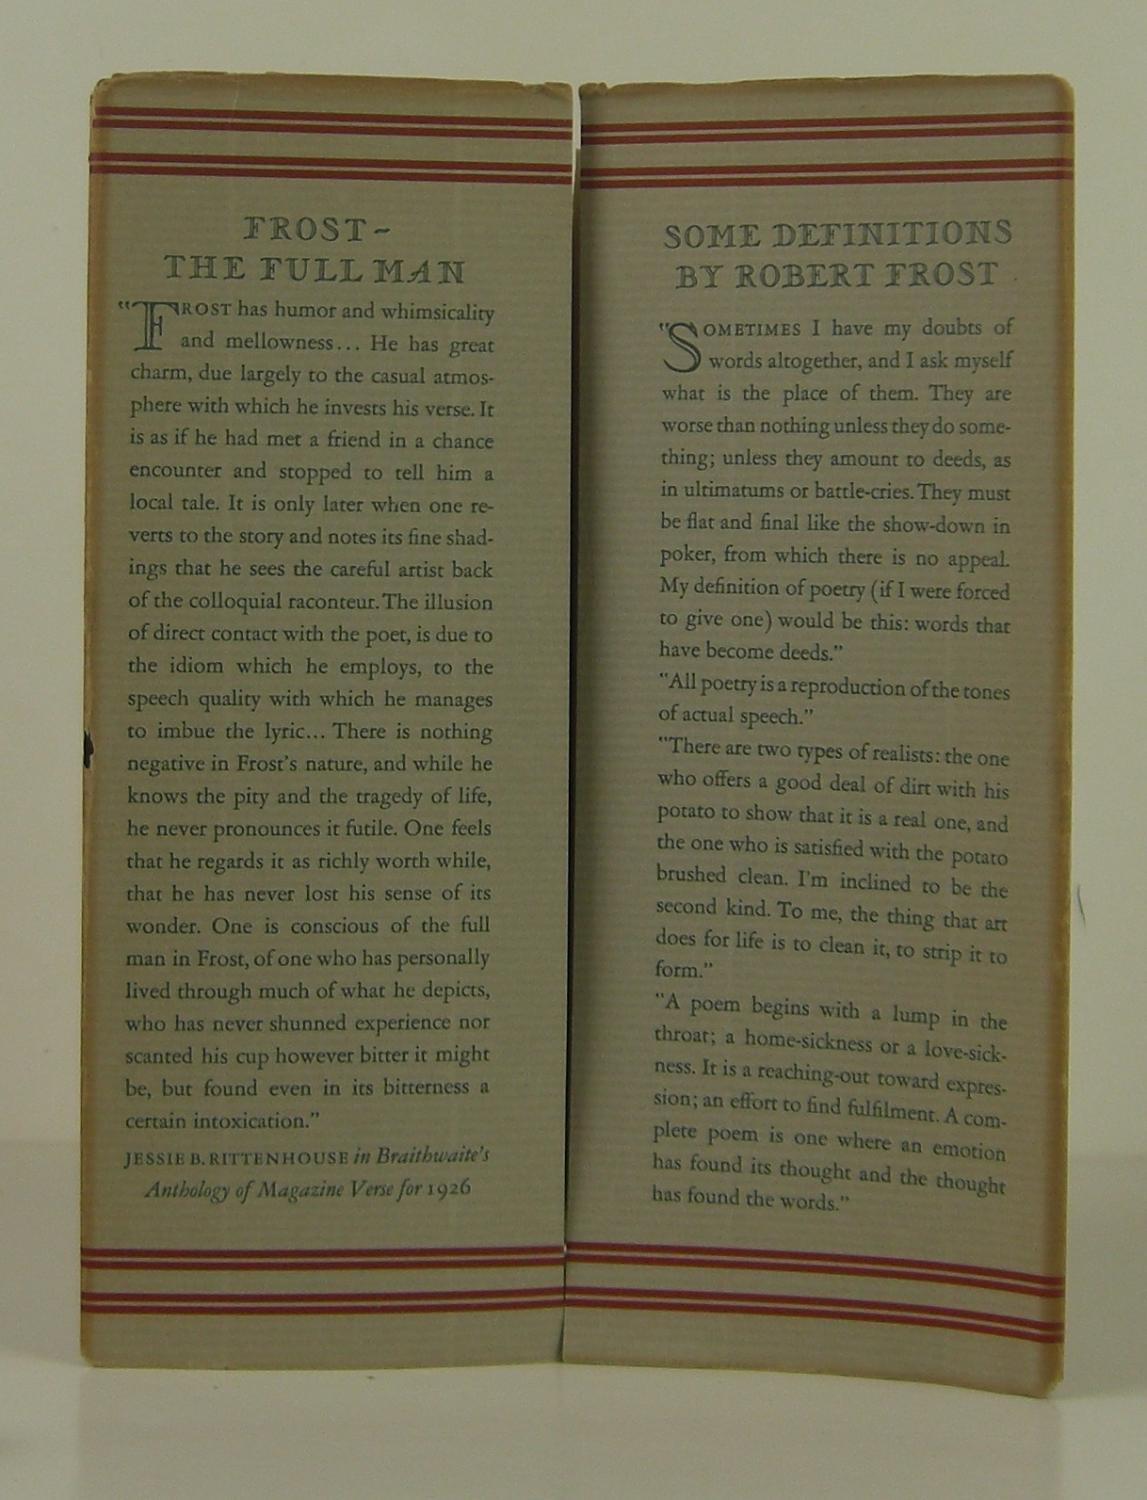 FROST-
THE FULL MAN
"FROST has humor and whimsicality
and mellowness... He has great
charm, due largely to the casual atmos-
phere with which he invests his verse. It
is as if he had met a friend in a chance
encounter and stopped to tell him a
local tale. It is only later when one re-
verts to the story and notes its fine shad-
ings that he sees the careful artist back
of the colloquial raconteur. The illusion
of direct contact with the poet, is due to
the idiom which he employs, to the
speech quality with which he manages
to imbue the lyric... There is nothing
negative in Frost's nature, and while he
knows the pity and the tragedy of life,
he never pronounces it futile. One feels
that he regards it as richly worth while,
that he has never lost his sense of its
wonder. One is conscious of the full
man in Frost, of one who has personally
lived through much of what he depicts,
who has never shunned experience nor
scanted his cup however bitter it might
be, but found even in its bitterness a
certain intoxication."
JESSIE B. RITTENHOUSE in Braithwaite's
Anthology of Magazine Verse for 1926
SOME DEFINITIONS
BY ROBERT FROST
"SOMETIMES I have my doubts of
words altogether, and I ask myself
what is the place of them. They are
worse than nothing unless they do some-
thing; unless they amount to deeds, as
in ultimatums or battle-cries. They must
be flat and final like the show-down in
poker, from which there is no appeal.
My definition of poetry (if I were forced
to give one) would be this: words that
have become deeds."
"All poetry is a reproduction of the tones
of actual speech."
"There are two types of realists: the one
who offers a good deal of dirt with his
potato to show that it is a real one, and
the one who is satisfied with the potato
brushed clean. I'm inclined to be the
second kind. To me, the thing that art
does for life is to clean it, to strip it to
form."
"A poem begins with a lump in the
throat; a home-sickness or a love-sick-
ness. It is a reaching-out toward expres-
sion; an effort to find fulfilment. A com-
plete poem is one where an emotion
has found its thought and the thought
has found the words."